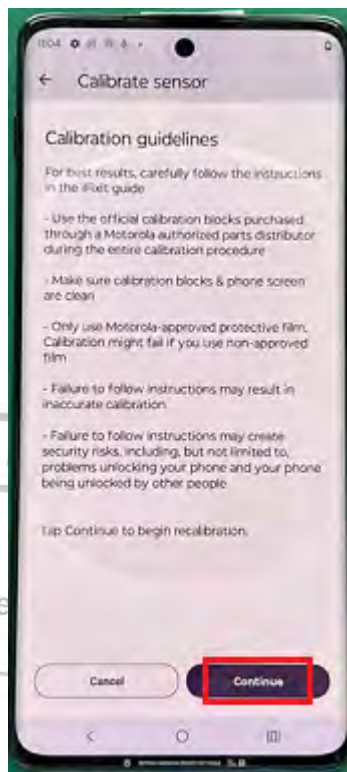 11:04
Calibrate sensor
Calibration guidelines
For best results, carefully follow the instructions
in the iFixit guide
- Use the official calibration blocks purchased
through a Motorola authorized parts distributor
during the entire calibration procedure
- Make sure calibration blocks & phone screen
are clean
- Only use Motorola-approved protective film.
Calibration might fail if you use non-approved
film
- Failure to follow instructions may result in
inaccurate calibration
- Failure to follow instructions may create
security risks, including, but not limited to,
problems unlocking your phone and your phone
being unlocked by other people
Tap Continue to begin recalibration.
Cancel
Continue